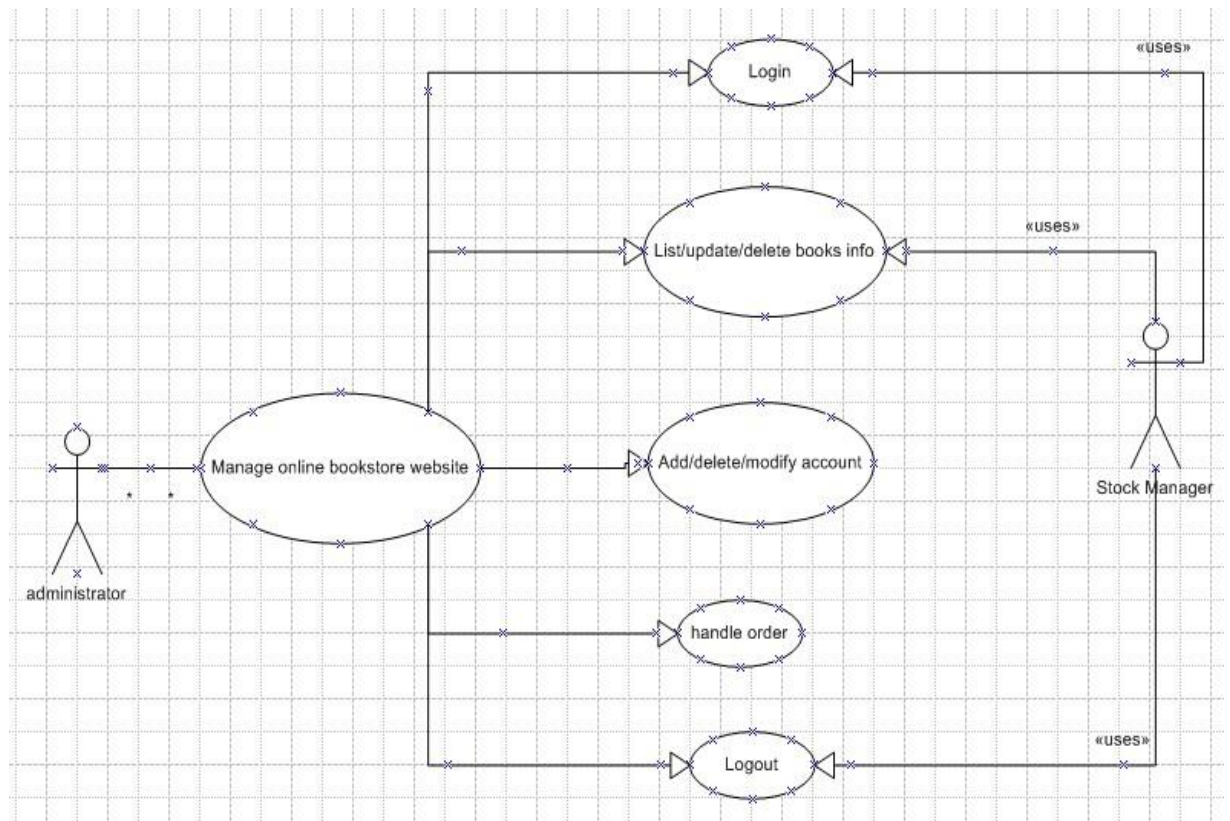 «uses»
Login
«uses»
List/update/delete books info
Manage online bookstore website
Add/delete/modify account
Stock Manager
* *
administrator
handle order
«uses»
Logout